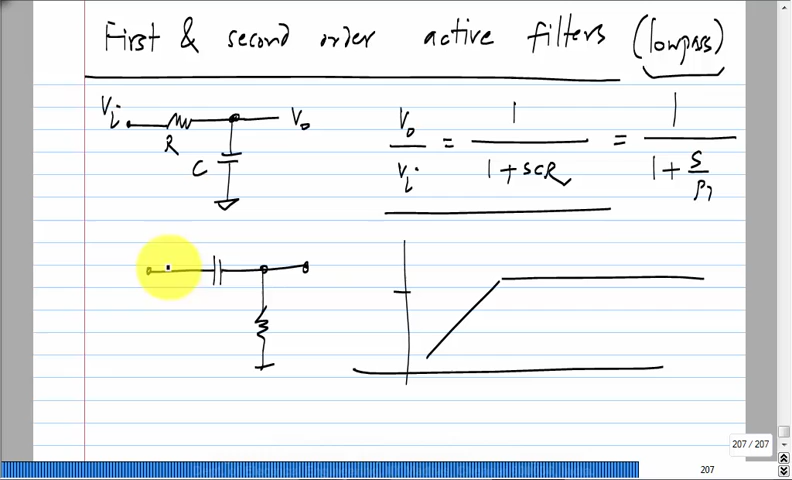 First & second order active filters (lowpass)
Vi R C Vo
Vo/Vi = 1/(1+SCR) = 1/(1+S/p1)
207 / 207
207